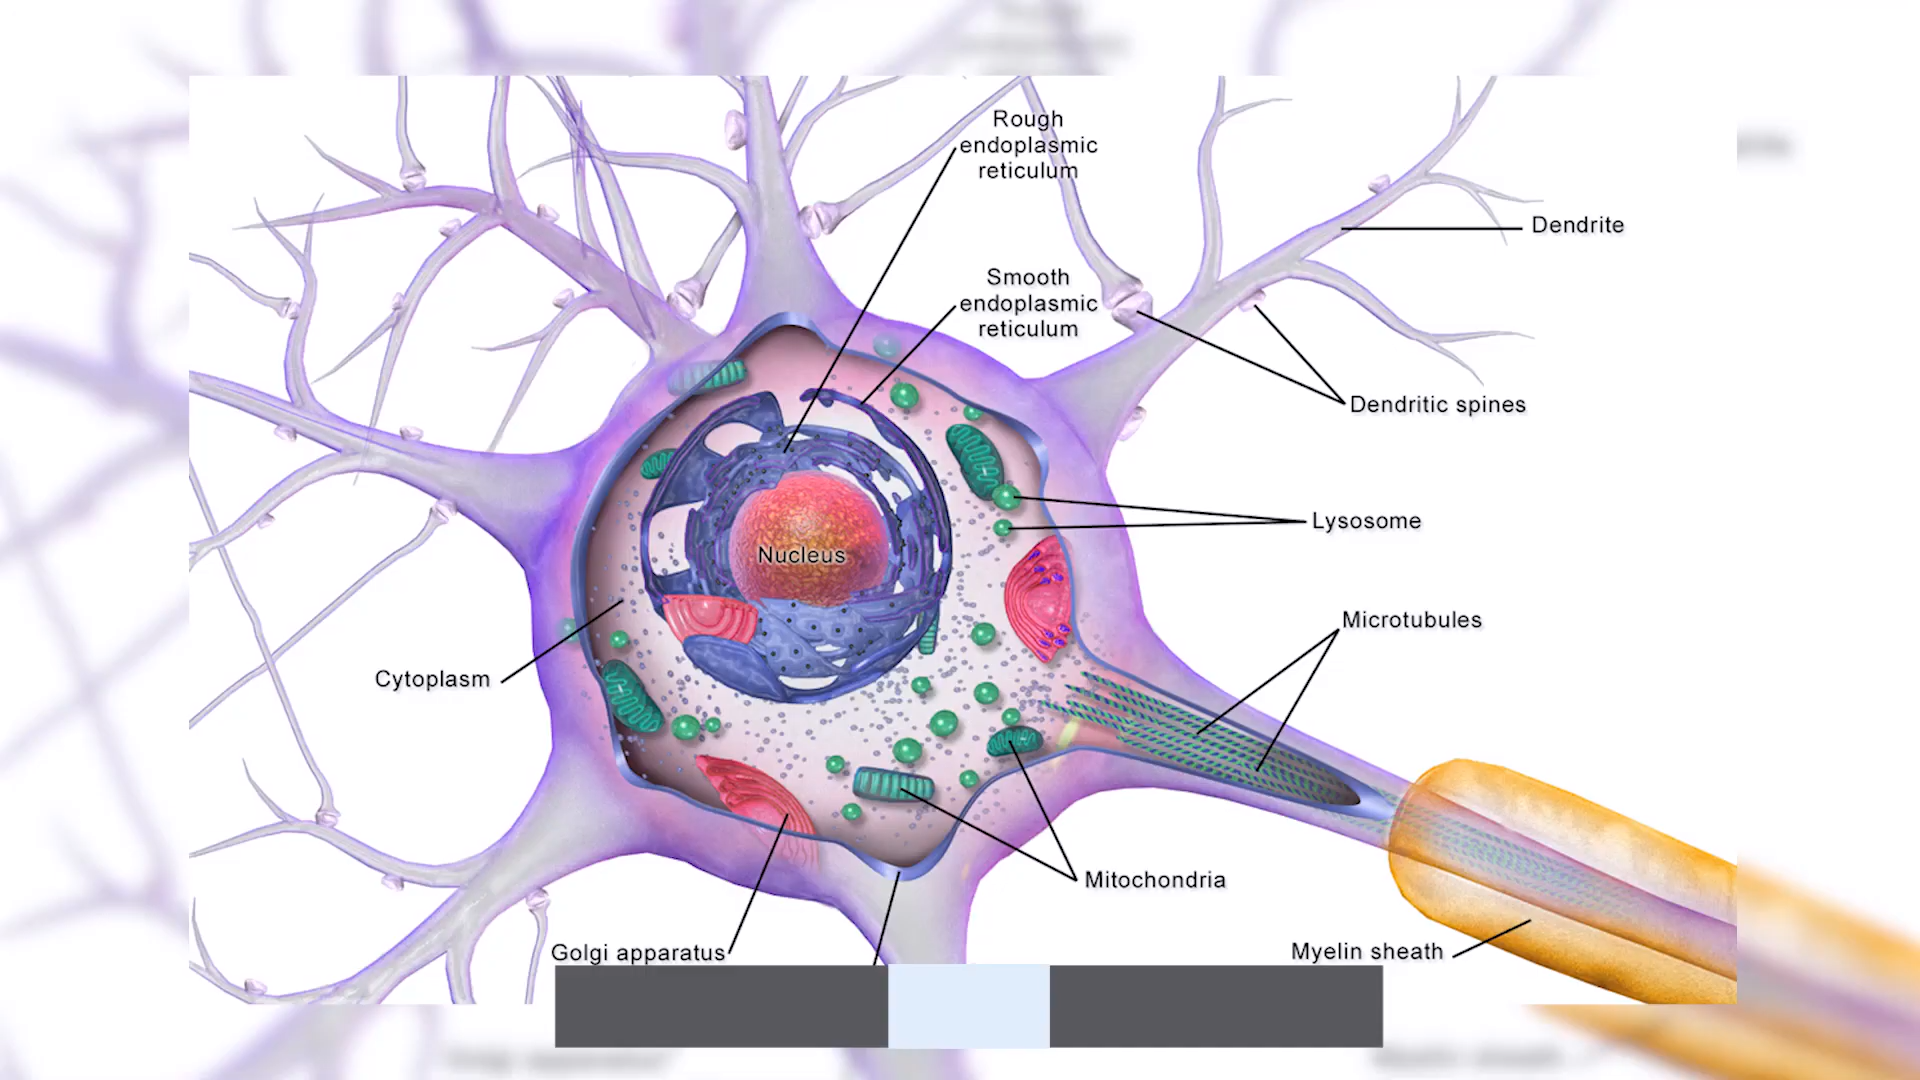 Rough
endoplasmic
reticulum
Dendrite
Smooth
endoplasmic
reticulum
Dendritic spines
Lysosome
Nucleus
Microtubules
Cytoplasm
Mitochondria
Golgi apparatus
Myelin sheath